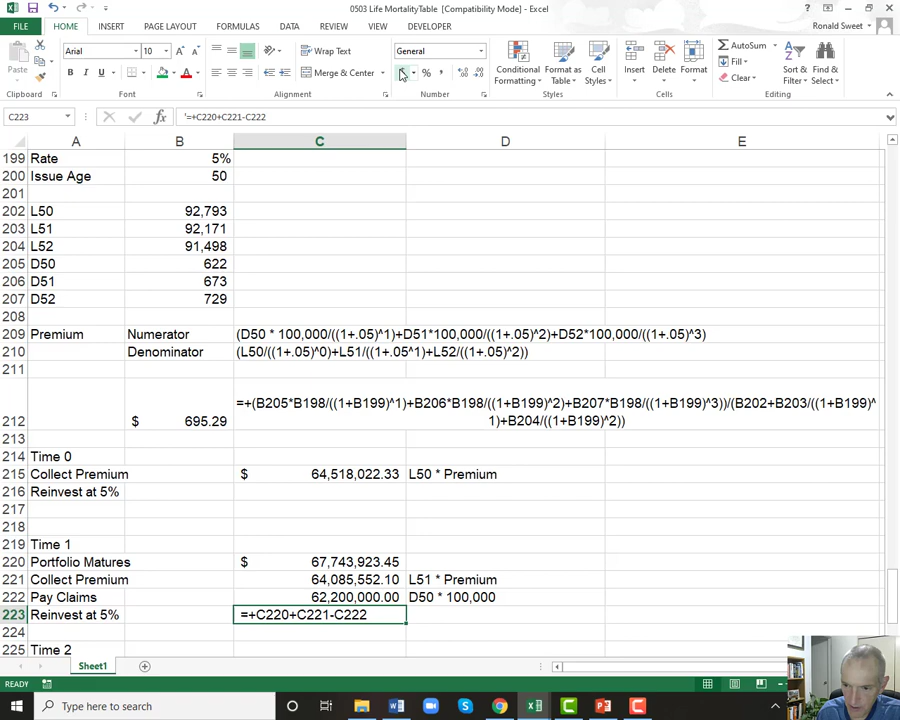 0503 Life MortalityTable [Compatibility Mode] - Excel
FILE HOME INSERT PAGE LAYOUT FORMULAS DATA REVIEW VIEW DEVELOPER Ronald Sweet
Paste Arial 10 Wrap Text General Conditional Formatting Format as Table Cell Styles Insert Delete Format AutoSum Sort & Filter Find & Select
B I U Merge & Center % Fill Clear
Clipboard Font Alignment Number Styles Cells Editing
C223 fx '=+C220+C221-C222
A B C D E
199 Rate 5%
200 Issue Age 50
201
202 L50 92,793
203 L51 92,171
204 L52 91,498
205 D50 622
206 D51 673
207 D52 729
208
209 Premium Numerator (D50 * 100,000/((1+.05)^1)+D51*100,000/((1+.05)^2)+D52*100,000/((1+.05)^3)
210 Denominator (L50/((1+.05)^0)+L51/((1+.05^1)+L52/((1+.05)^2))
211
=+(B205*B198/((1+B199)^1)+B206*B198/((1+B199)^2)+B207*B198/((1+B199)^3))/(B202+B203/((1+B199)^
212 $ 695.29 1)+B204/((1+B199)^2))
213
214 Time 0
215 Collect Premium $ 64,518,022.33 L50 * Premium
216 Reinvest at 5%
217
218
219 Time 1
220 Portfolio Matures $ 67,743,923.45
221 Collect Premium 64,085,552.10 L51 * Premium
222 Pay Claims 62,200,000.00 D50 * 100,000
223 Reinvest at 5% =+C220+C221-C222
224
225 Time 2
Sheet1
READY
Type here to search